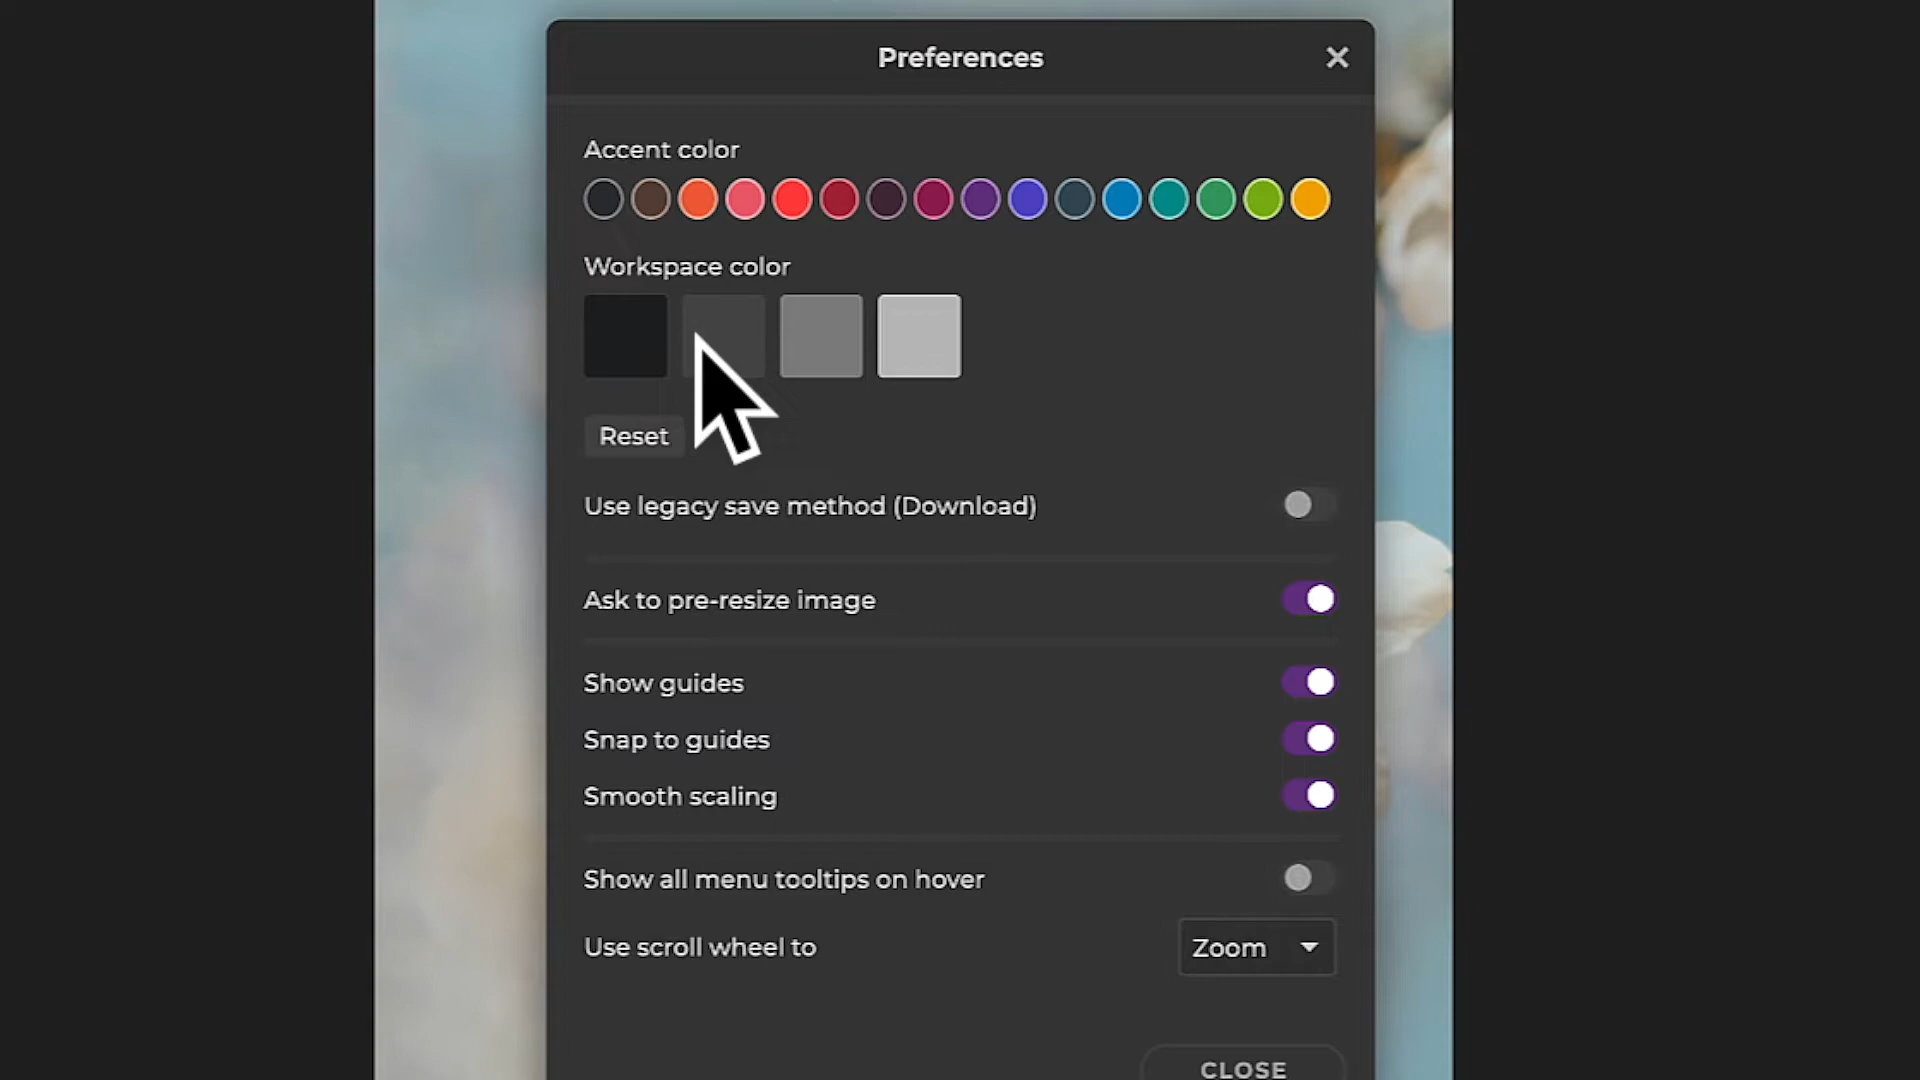 Preferences
Accent color
Workspace color
Reset
Use legacy save method (Download)
Ask to pre-resize image
Show guides
Snap to guides
Smooth scaling
Show all menu tooltips on hover
Use scroll wheel to
Zoom
CLOSE